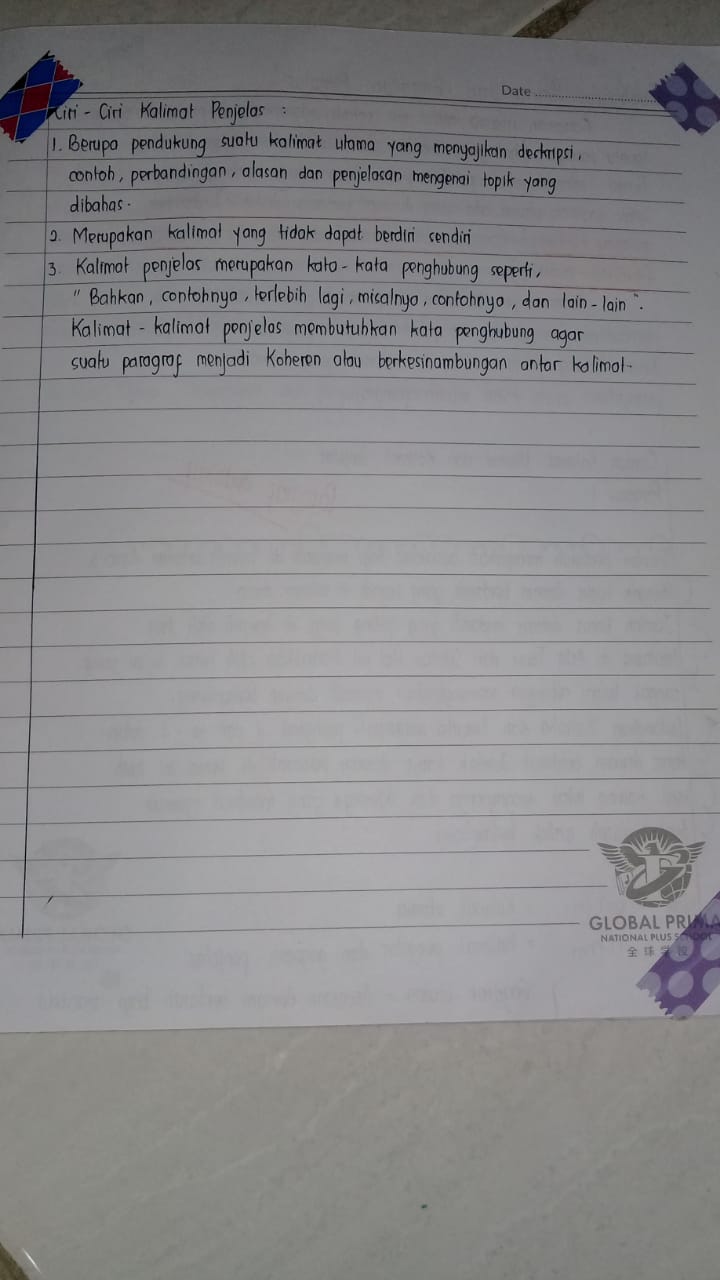 Date
Ciri - Ciri Kalimat Penjelas :
1. Berupa pendukung suatu kalimat utama yang menyajikan deckripsi,
contoh, perbandingan, alasan dan penjelasan mengenai topik yang
dibahas.
2. Merupakan kalimat yang tidak dapat berdiri sendiri
3. Kalimat penjelas merupakan kata - kata penghubung seperti,
" Bahkan, contohnya, terlebih lagi, misalnya, contohnya, dan lain - lain ".
Kalimat - kalimat penjelas membutuhkan kata penghubung agar
suatu paragraf menjadi Koheren atau berkesinambungan antar kalimat.
GLOBAL PRIMA
NATIONAL PLUS SCHOOL
全球学校